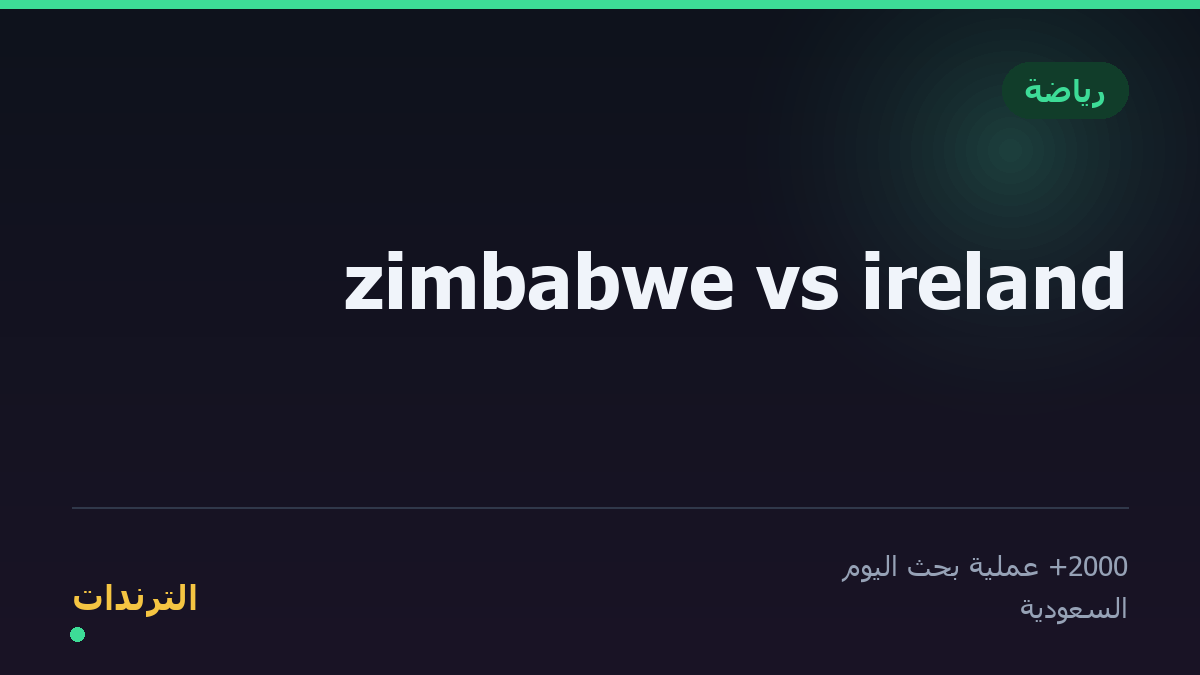 رياضة
zimbabwe vs ireland
2000+ عملية بحث اليوم
السعودية
الترندات